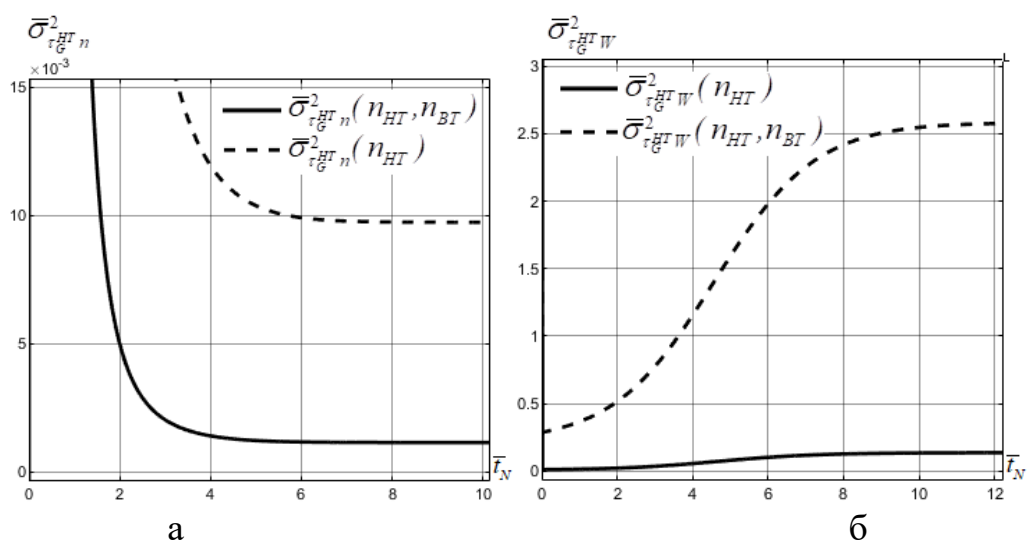 σ̅²_{τ_G^{HT} n}
×10⁻³
15
10
5
0
0 2 4 6 8 10
t̅_N
σ̅²_{τ_G^{HT} n}(n_{HT}, n_{BT})
σ̅²_{τ_G^{HT} n}(n_{HT})
а
σ̅²_{τ_G^{HT} W}
3
2.5
2
1.5
1
0.5
0
0 2 4 6 8 10 12
t̅_N
σ̅²_{τ_G^{HT} W}(n_{HT})
σ̅²_{τ_G^{HT} W}(n_{HT}, n_{BT})
б